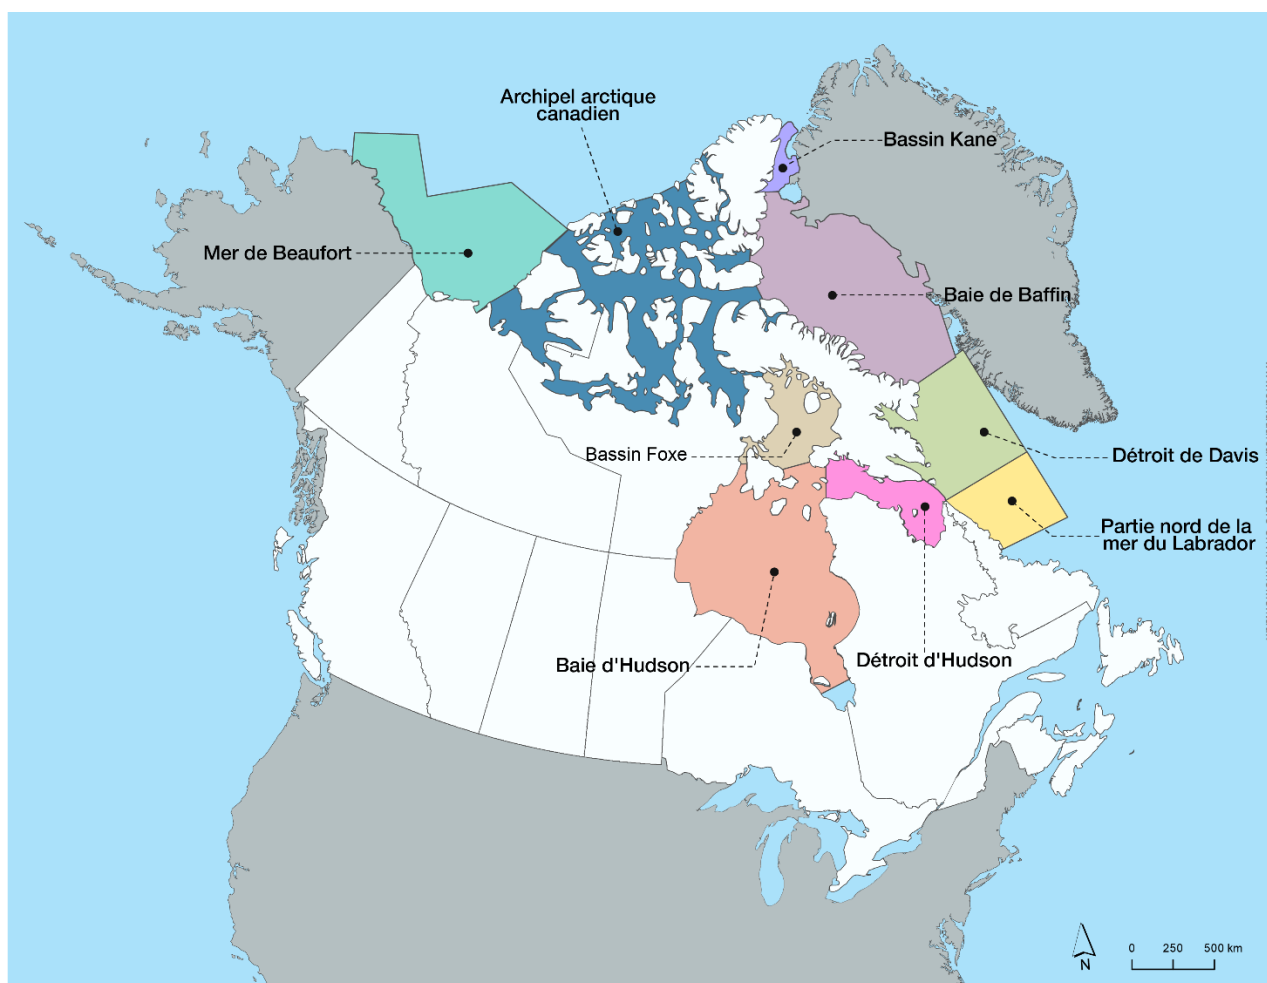 Archipel arctique
canadien
Bassin Kane
Mer de Beaufort
Baie de Baffin
Bassin Foxe
Détroit de Davis
Partie nord de la
mer du Labrador
Baie d'Hudson
Détroit d'Hudson
N
0 250 500 km